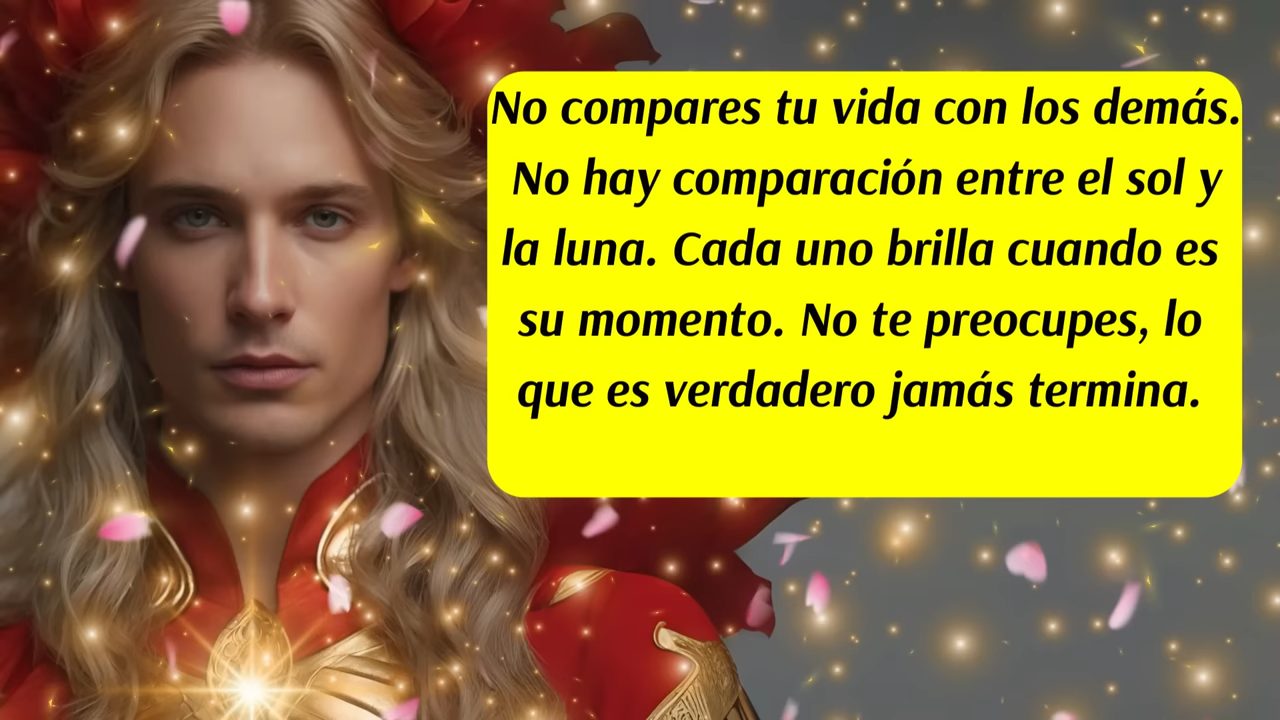 No compares tu vida con los demás.
No hay comparación entre el sol y
la luna. Cada uno brilla cuando es
su momento. No te preocupes, lo
que es verdadero jamás termina.